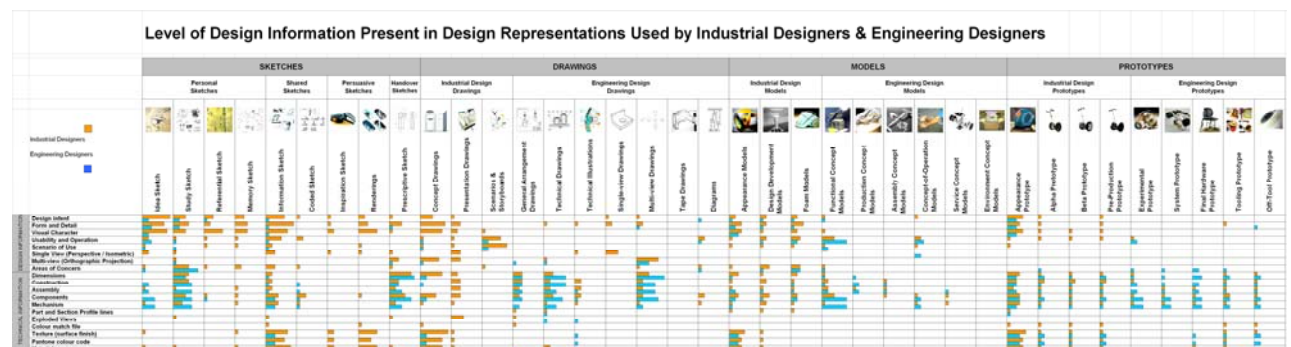 Level of Design Information Present in Design Representations Used by Industrial Designers & Engineering Designers
SKETCHES DRAWINGS MODELS PROTOTYPES
Personal Sketches
Shared Sketches
Persuasive Sketches
Handover Sketches
Industrial Design Drawings
Engineering Design Drawings
Industrial Design Models
Engineering Design Models
Industrial Design Prototypes
Engineering Design Prototypes
Industrial Designers
Engineering Designers
Idea Sketch
Study Sketch
Referential Sketch
Memory Sketch
Information Sketch
Coded Sketch
Inspiration Sketch
Renderings
Prescriptive Sketch
Concept Drawings
Presentation Drawings
Scenarios & Storyboards
General Arrangement Drawings
Technical Drawings
Technical Illustrations
Single-view Drawings
Multi-view Drawings
Tape Drawings
Diagrams
Appearance Models
Design Development Models
Foam Models
Functional Concept Models
Production Concept Models
Assembly Concept Models
Concept-of-Operation Models
Service Concept Models
Environment Concept Models
Appearance Prototype
Alpha Prototype
Beta Prototype
Pre-Production Prototype
Experimental Prototype
System Prototype
Final Hardware Prototype
Tooling Prototype
Off-Tool Prototype
DESIGN INFORMATION
Design Intent
Form and Detail
Visual Character
Usability and Operation
Scenario of Use
Single View (Perspective / Isometric)
Multi-view (Orthographic Projection)
Areas of Concern
TECHNICAL INFORMATION
Dimensions
Construction
Assembly
Components
Mechanism
Part and Section Profile lines
Exploded Views
Colour match file
Texture (surface finish)
Pantone colour code